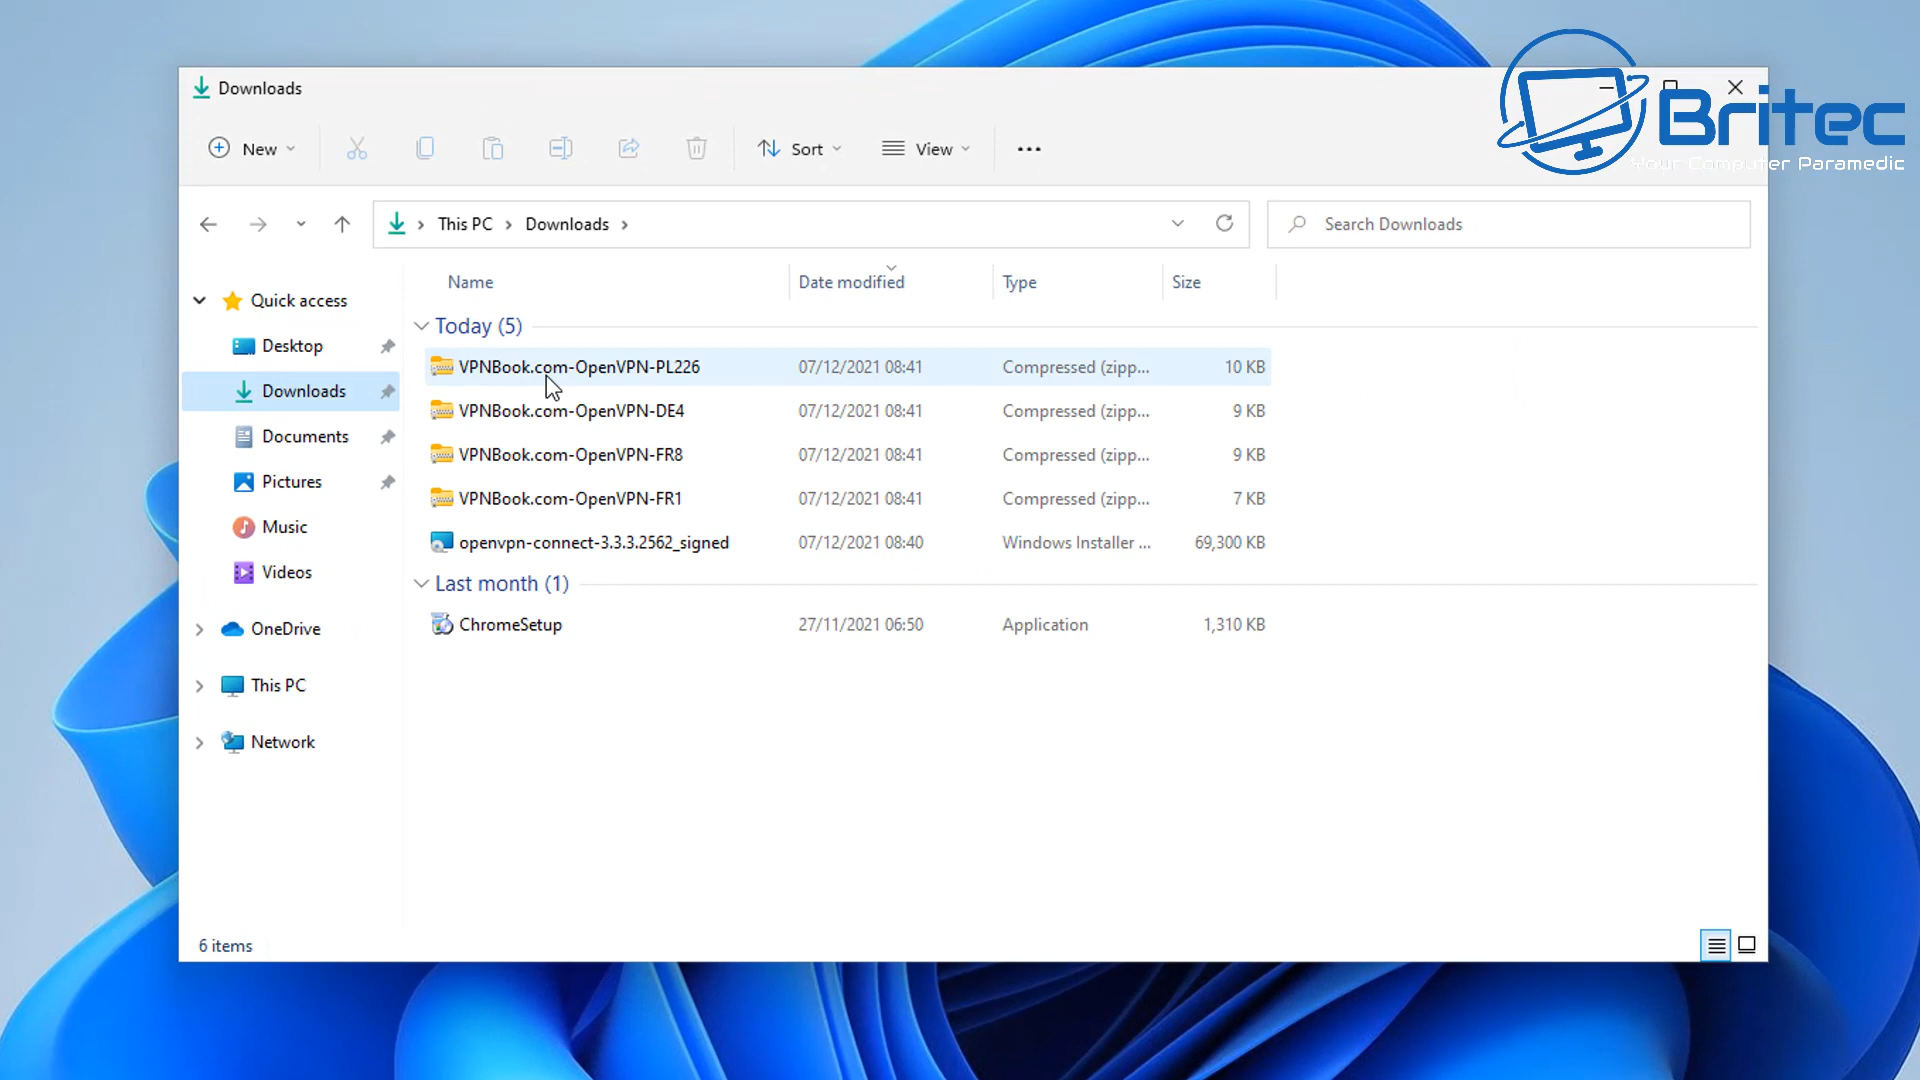 Downloads
Britec
Your Computer Paramedic
New
Sort
View
This PC
Downloads
Search Downloads
Name
Date modified
Type
Size
Quick access
Desktop
Downloads
Documents
Pictures
Music
Videos
OneDrive
This PC
Network
Today (5)
VPNBook.com-OpenVPN-PL226 07/12/2021 08:41 Compressed (zipp... 10 KB
VPNBook.com-OpenVPN-DE4 07/12/2021 08:41 Compressed (zipp... 9 KB
VPNBook.com-OpenVPN-FR8 07/12/2021 08:41 Compressed (zipp... 9 KB
VPNBook.com-OpenVPN-FR1 07/12/2021 08:41 Compressed (zipp... 7 KB
openvpn-connect-3.3.3.2562_signed 07/12/2021 08:40 Windows Installer ... 69,300 KB
Last month (1)
ChromeSetup 27/11/2021 06:50 Application 1,310 KB
6 items